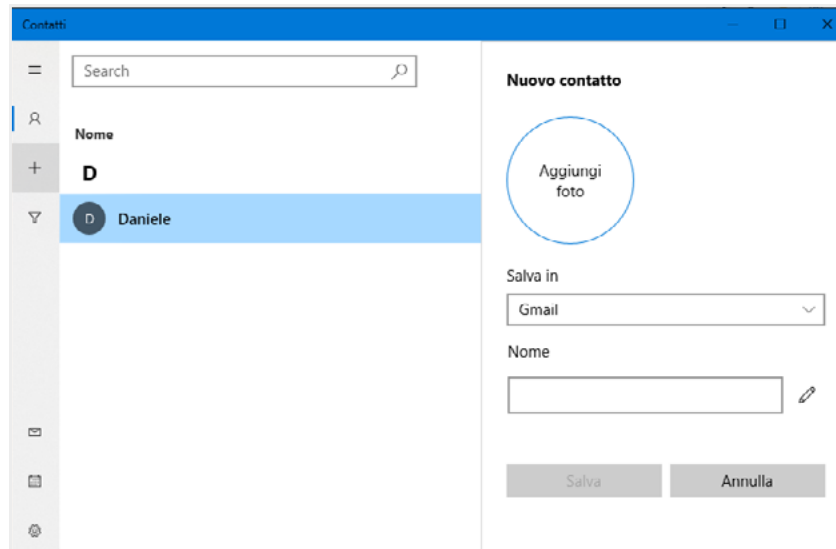 Contatti
Search
Nome
D
D
Daniele
Nuovo contatto
Aggiungi
foto
Salva in
Gmail
Nome
Salva
Annulla